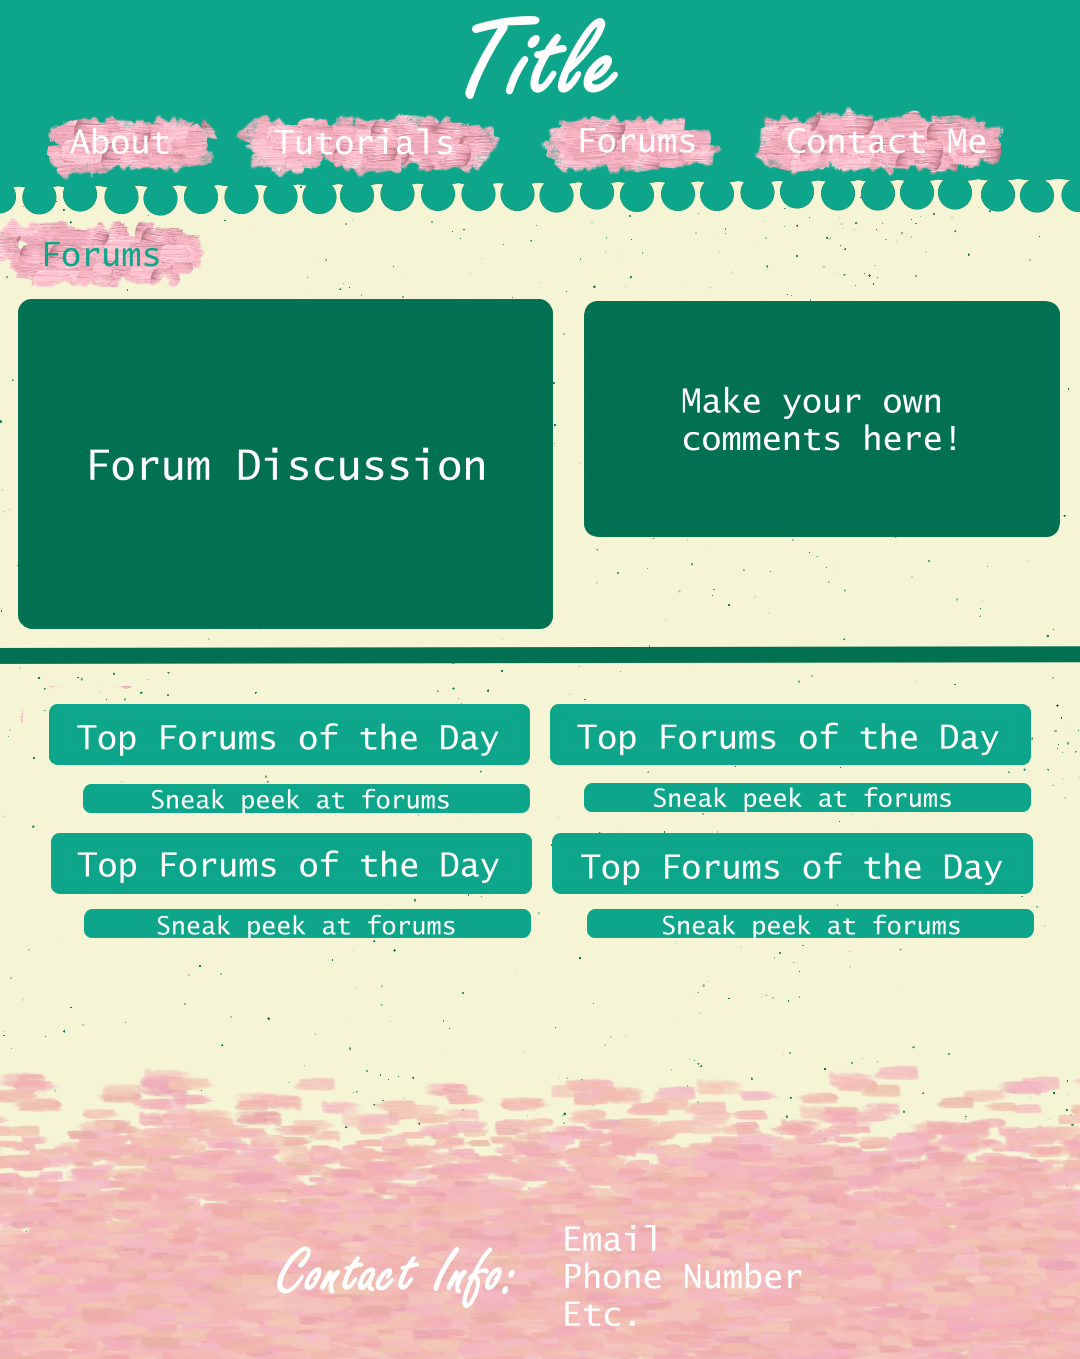 Title
About
Tutorials
Forums
Contact Me
Forums
Forum Discussion
Make your own
comments here!
Top Forums of the Day
Top Forums of the Day
Sneak peek at forums
Sneak peek at forums
Top Forums of the Day
Top Forums of the Day
Sneak peek at forums
Sneak peek at forums
Contact Info:
Email
Phone Number
Etc.